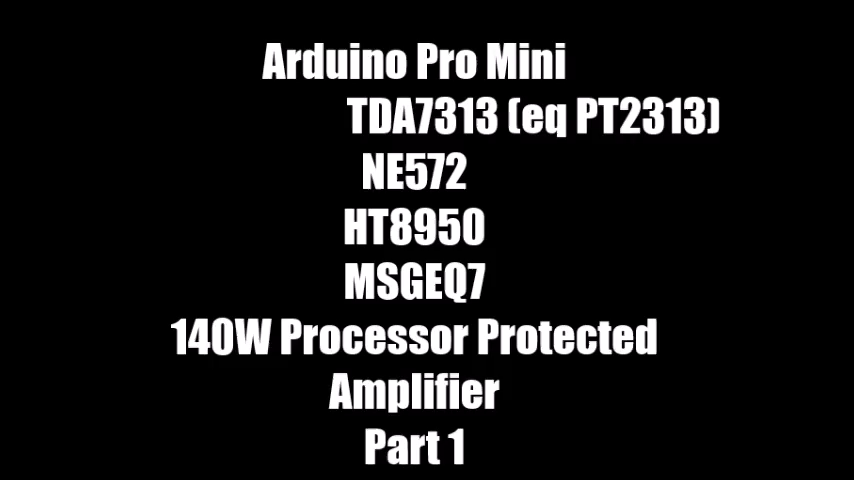 Arduino Pro Mini
TDA7313 (eq PT2313)
NE572
HT8950
MSGEQ7
140W Processor Protected
Amplifier
Part 1